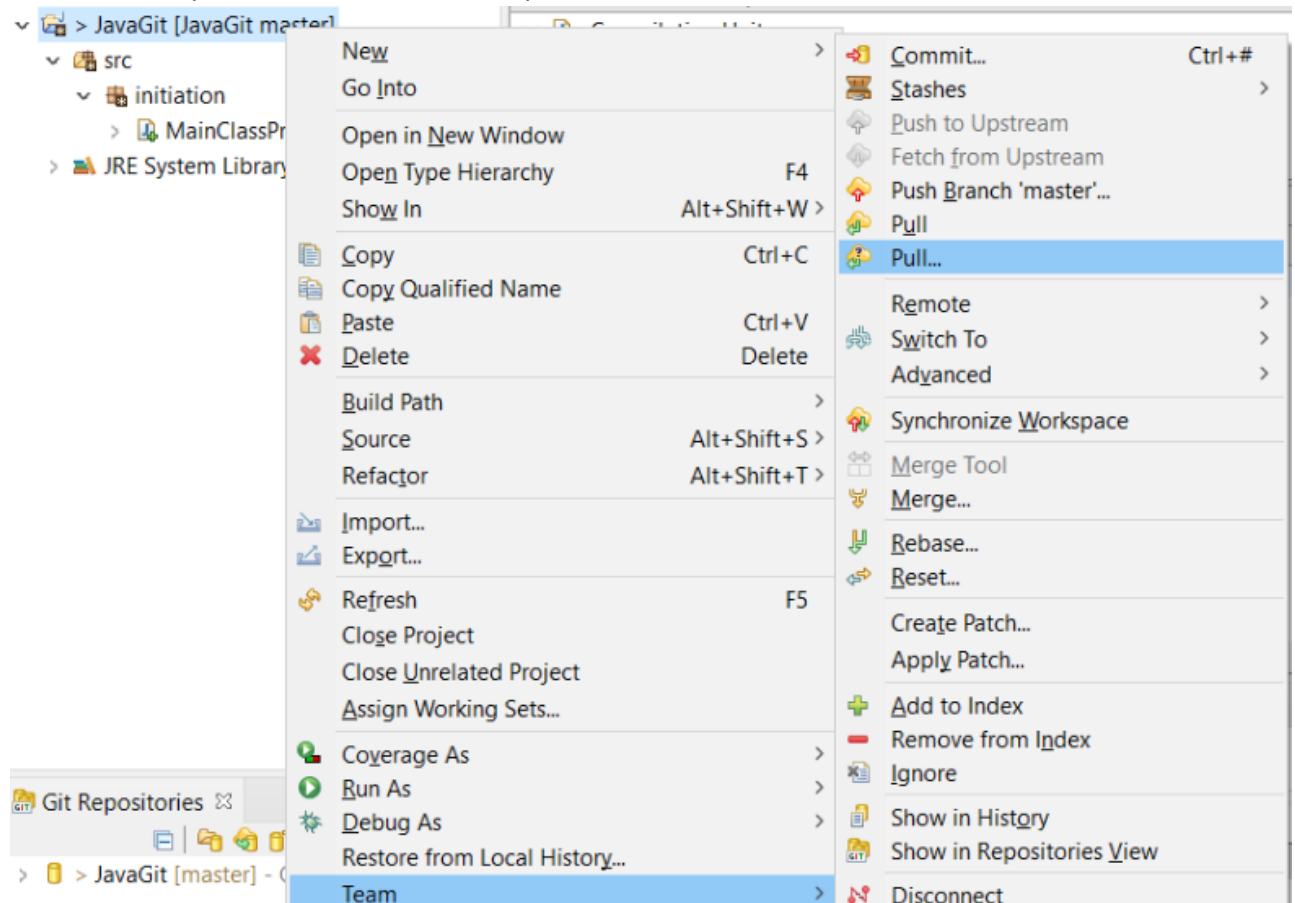 > JavaGit [JavaGit master]
src
initiation
MainClassPr
JRE System Library
New
Go Into
Open in New Window
Open Type Hierarchy F4
Show In Alt+Shift+W >
Copy Ctrl+C
Copy Qualified Name
Paste Ctrl+V
Delete Delete
Build Path >
Source Alt+Shift+S >
Refactor Alt+Shift+T >
Import...
Export...
Refresh F5
Close Project
Close Unrelated Project
Assign Working Sets...
Coverage As >
Run As >
Debug As >
Restore from Local History...
Team >
Commit... Ctrl+#
Stashes >
Push to Upstream
Fetch from Upstream
Push Branch 'master'...
Pull
Pull...
Remote >
Switch To >
Advanced >
Synchronize Workspace
Merge Tool
Merge...
Rebase...
Reset...
Create Patch...
Apply Patch...
Add to Index
Remove from Index
Ignore
Show in History
Show in Repositories View
Disconnect
Git Repositories
GIT
> JavaGit [master] -